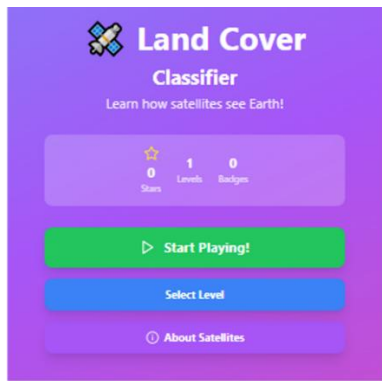 Land Cover
Classifier
Learn how satellites see Earth!
0 1 0
Stars Levels Badges
Start Playing!
Select Level
About Satellites